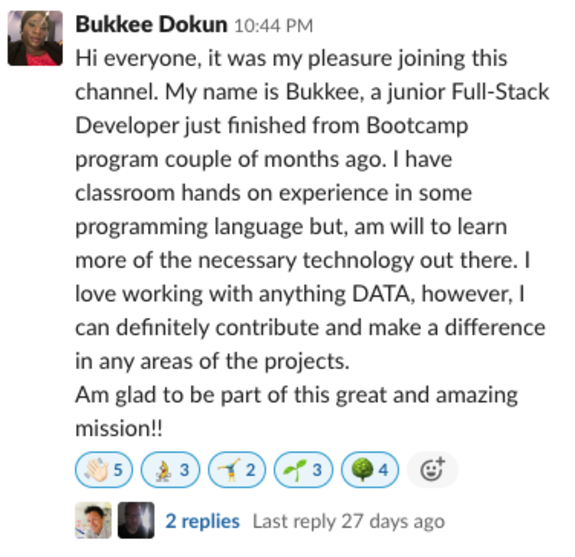 Bukkee Dokun 10:44 PM
Hi everyone, it was my pleasure joining this
channel. My name is Bukkee, a junior Full-Stack
Developer just finished from Bootcamp
program couple of months ago. I have
classroom hands on experience in some
programming language but, am will to learn
more of the necessary technology out there. I
love working with anything DATA, however, I
can definitely contribute and make a difference
in any areas of the projects.
Am glad to be part of this great and amazing
mission!!
5 3 2 3 4
2 replies Last reply 27 days ago